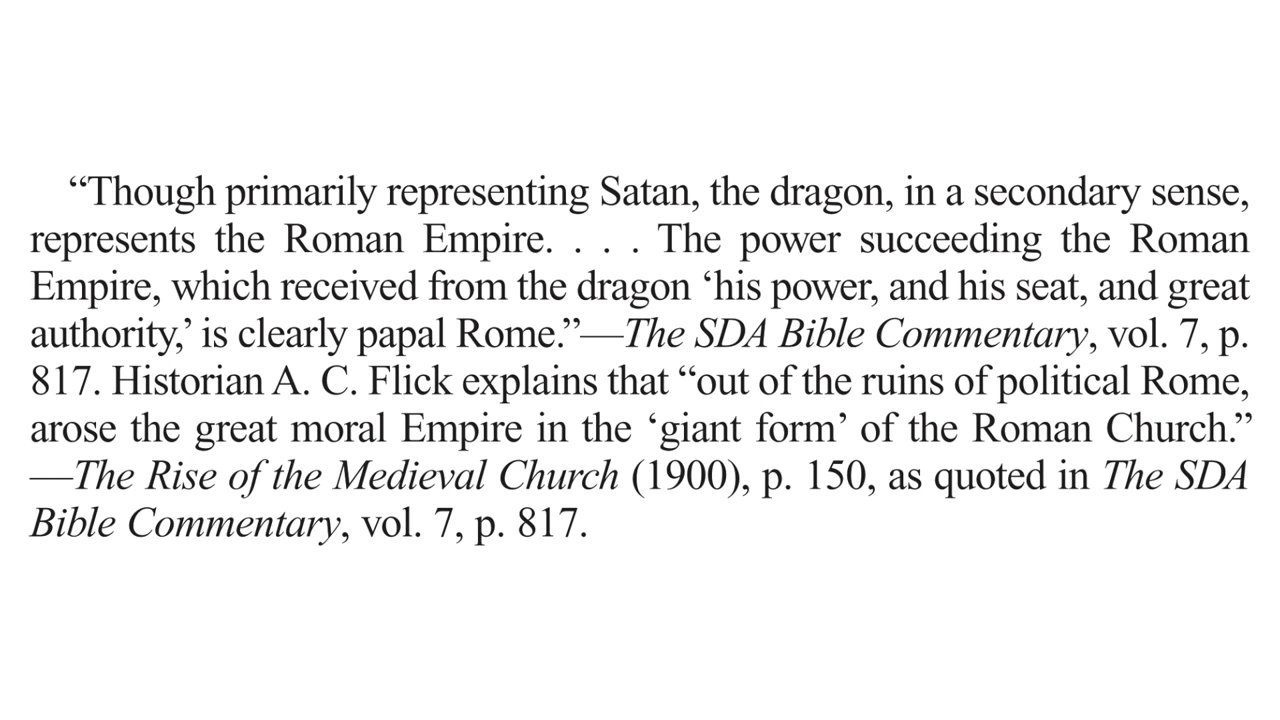 “Though primarily representing Satan, the dragon, in a secondary sense,
represents the Roman Empire. . . . The power succeeding the Roman
Empire, which received from the dragon ‘his power, and his seat, and great
authority,’ is clearly papal Rome.”—The SDA Bible Commentary, vol. 7, p.
817. Historian A. C. Flick explains that “out of the ruins of political Rome,
arose the great moral Empire in the ‘giant form’ of the Roman Church.”
—The Rise of the Medieval Church (1900), p. 150, as quoted in The SDA
Bible Commentary, vol. 7, p. 817.